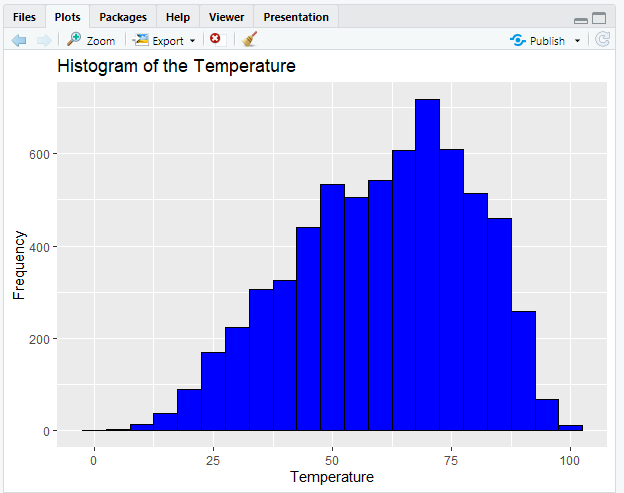 Files Plots Packages Help Viewer Presentation
Zoom Export Publish
Histogram of the Temperature
Frequency
600
400
200
0
0 25 50 75 100
Temperature